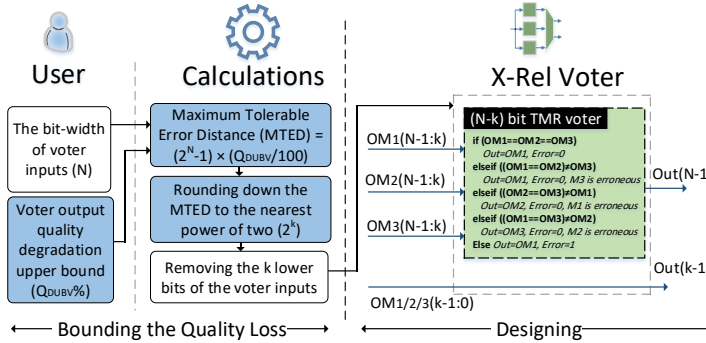 User
Calculations
X-Rel Voter
The bit-width
of voter
inputs (N)
Voter output
quality
degradation
upper bound
(QDUBV%)
Maximum Tolerable
Error Distance (MTED) =
(2^N-1) × (QDUBV/100)
Rounding down the
MTED to the nearest
power of two (2^k)
Removing the k lower
bits of the voter inputs
OM1(N-1:k)
OM2(N-1:k)
OM3(N-1:k)
OM1/2/3(k-1:0)
(N-k) bit TMR voter
if (OM1==OM2==OM3)
Out=OM1, Error=0
elseif ((OM1==OM2)≠OM3)
Out=OM1, Error=0, M3 is erroneous
elseif ((OM2==OM3)≠OM1)
Out=OM2, Error=0, M1 is erroneous
elseif ((OM1==OM3)≠OM2)
Out=OM3, Error=0, M2 is erroneous
Else Out=OM1, Error=1
Out(N-1
Out(k-1
Bounding the Quality Loss
Designing